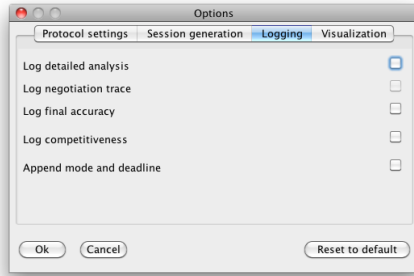 Options
Protocol settings Session generation Logging Visualization
Log detailed analysis
Log negotiation trace
Log final accuracy
Log competitiveness
Append mode and deadline
Ok Cancel Reset to default